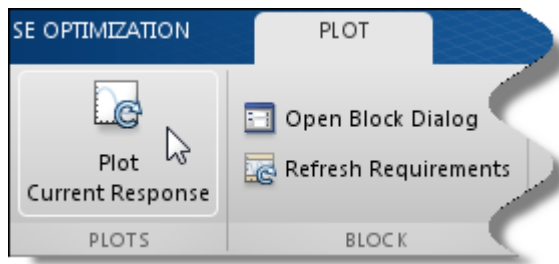 SE OPTIMIZATION
PLOT
Plot
Current Response
Open Block Dialog
Refresh Requirements
PLOTS
BLOCK